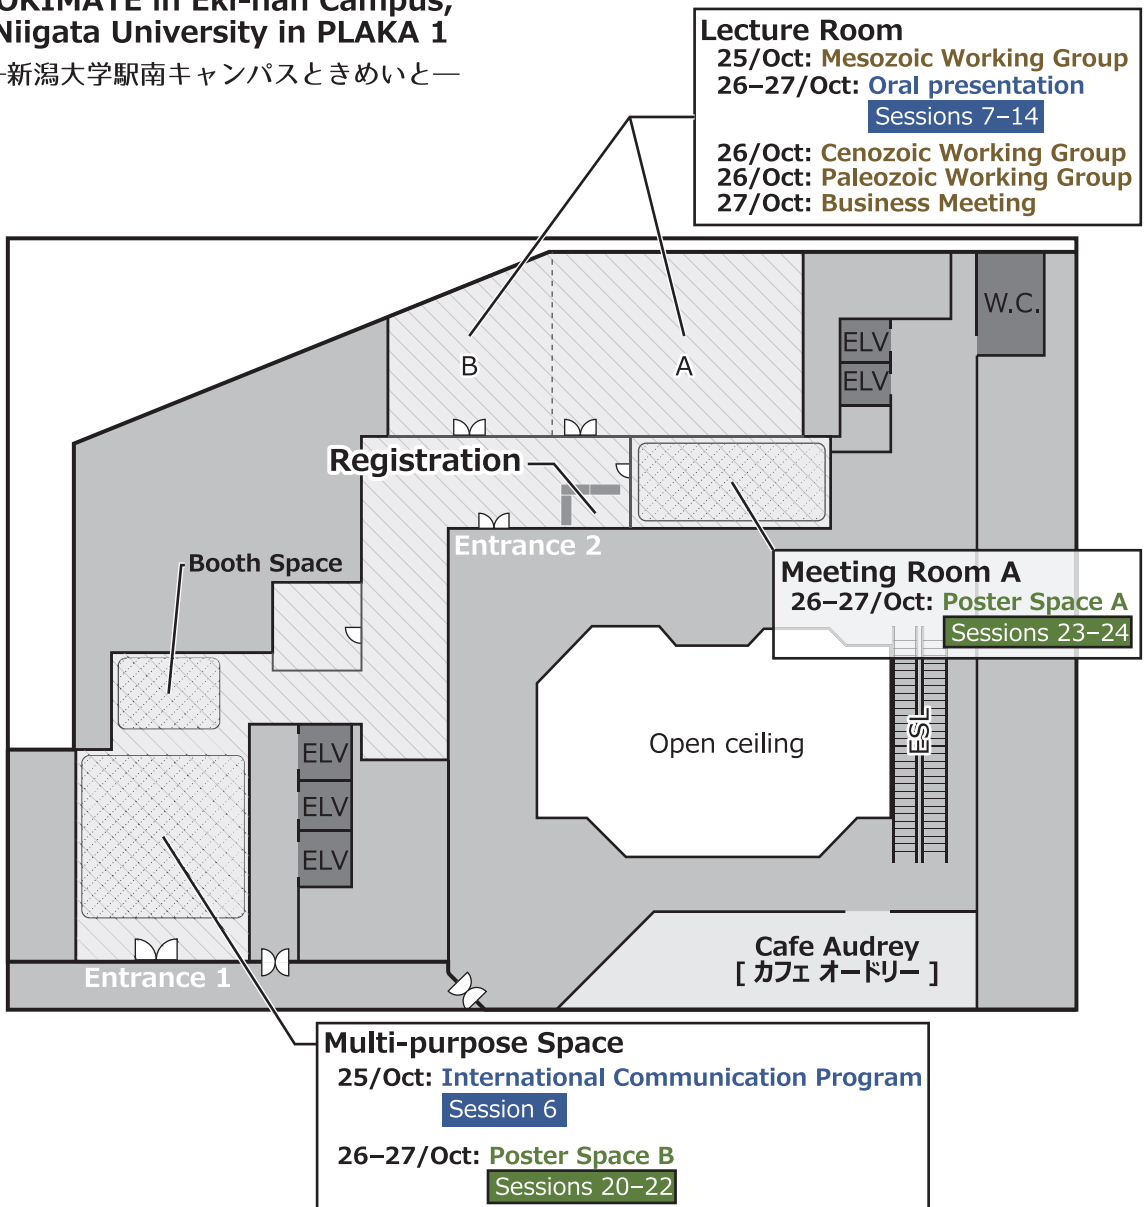 OKIMATE in Eki-nan Campus,
Niigata University in PLAKA 1
―新潟大学駅南キャンパスときめいと―
Lecture Room
25/Oct: Mesozoic Working Group
26–27/Oct: Oral presentation
Sessions 7–14
26/Oct: Cenozoic Working Group
26/Oct: Paleozoic Working Group
27/Oct: Business Meeting
W.C.
ELV
ELV
B
A
Registration
Entrance 2
Booth Space
Meeting Room A
26–27/Oct: Poster Space A
Sessions 23–24
Open ceiling
ESL
ELV
ELV
ELV
Cafe Audrey
[ カフェ オードリー ]
Entrance 1
Multi-purpose Space
25/Oct: International Communication Program
Session 6
26–27/Oct: Poster Space B
Sessions 20–22